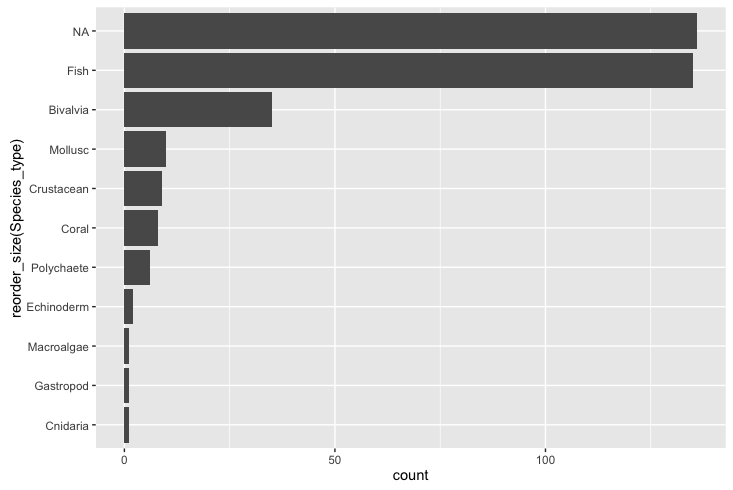 NA
Fish
Bivalvia
Mollusc
Crustacean
Coral
Polychaete
Echinoderm
Macroalgae
Gastropod
Cnidaria
reorder_size(Species_type)
0 50 100
count